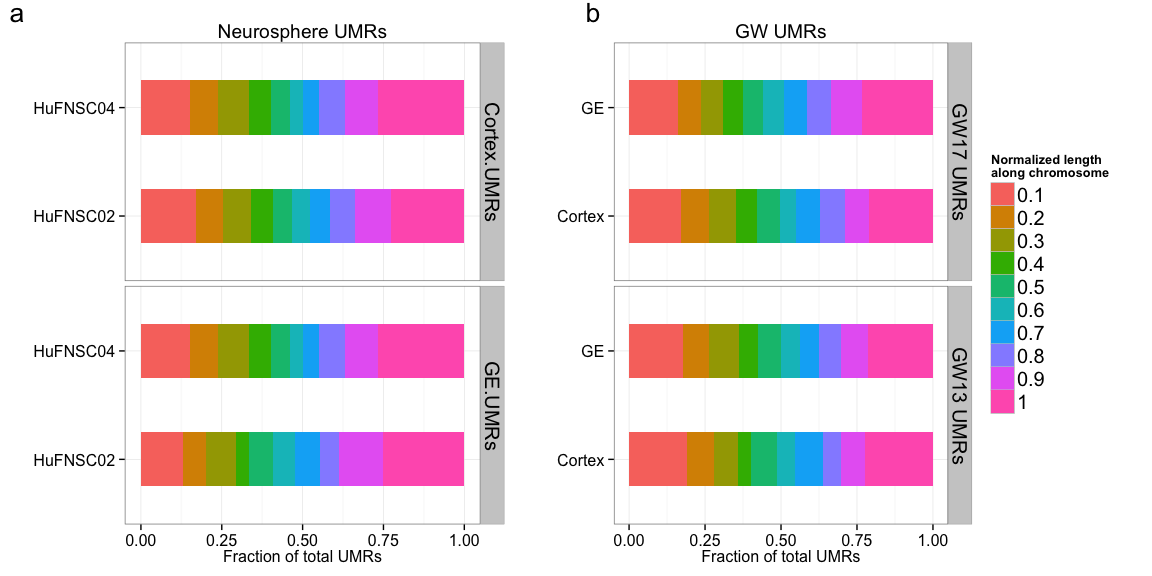 a
Neurosphere UMRs
HuFNSC04
HuFNSC02
Cortex.UMRs
HuFNSC04
HuFNSC02
GE.UMRs
0.00 0.25 0.50 0.75 1.00
Fraction of total UMRs
b
GW UMRs
GE
Cortex
GW17 UMRs
GE
Cortex
GW13 UMRs
0.00 0.25 0.50 0.75 1.00
Fraction of total UMRs
Normalized length
along chromosome
0.1
0.2
0.3
0.4
0.5
0.6
0.7
0.8
0.9
1